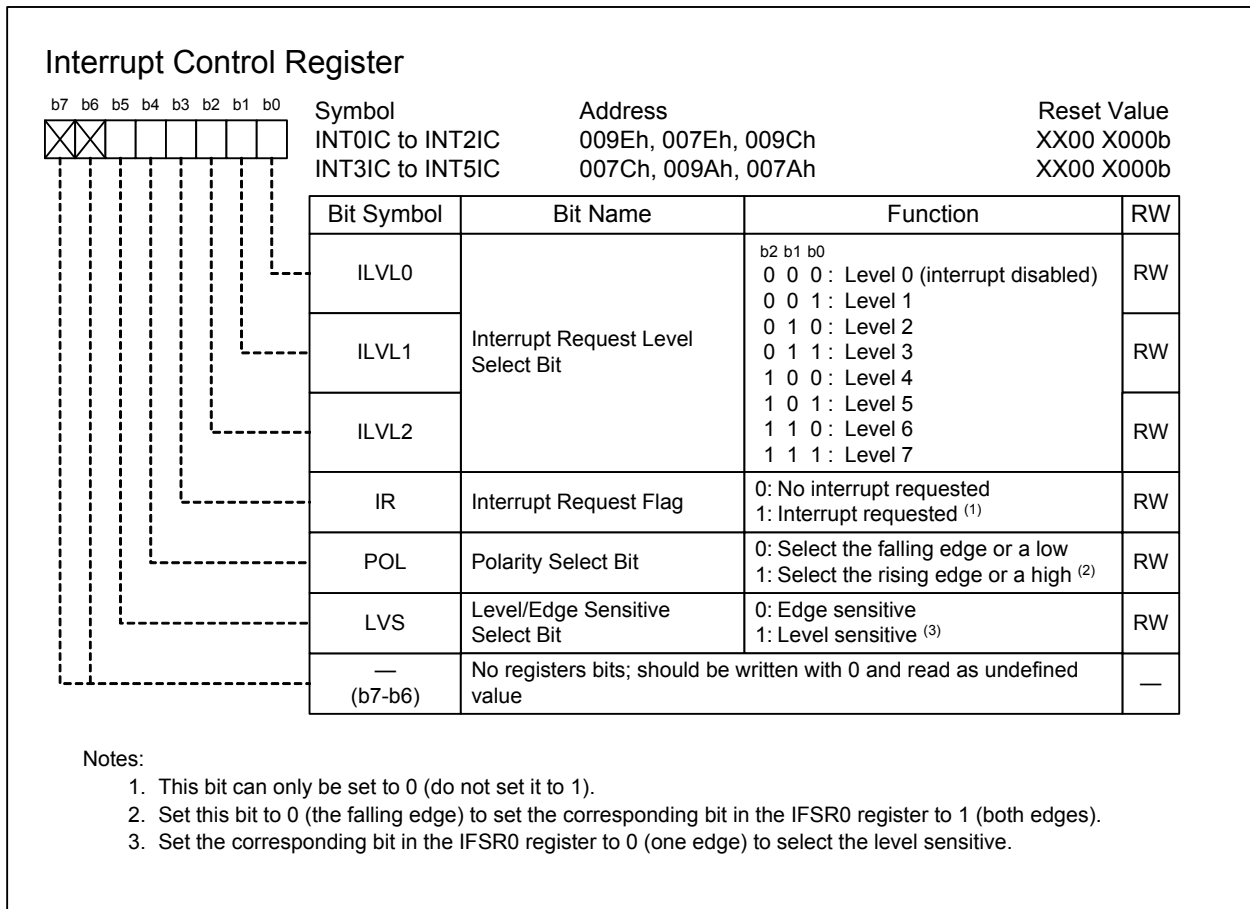 Interrupt Control Register
b7 b6 b5 b4 b3 b2 b1 b0
Symbol Address Reset Value
INT0IC to INT2IC 009Eh, 007Eh, 009Ch XX00 X000b
INT3IC to INT5IC 007Ch, 009Ah, 007Ah XX00 X000b
Bit Symbol Bit Name Function RW
ILVL0
ILVL1
ILVL2
Interrupt Request Level
Select Bit
b2 b1 b0
0 0 0 : Level 0 (interrupt disabled)
0 0 1 : Level 1
0 1 0 : Level 2
0 1 1 : Level 3
1 0 0 : Level 4
1 0 1 : Level 5
1 1 0 : Level 6
1 1 1 : Level 7
RW
RW
RW
IR
Interrupt Request Flag
0: No interrupt requested
1: Interrupt requested (1)
RW
POL
Polarity Select Bit
0: Select the falling edge or a low
1: Select the rising edge or a high (2)
RW
LVS
Level/Edge Sensitive
Select Bit
0: Edge sensitive
1: Level sensitive (3)
RW
—
(b7-b6)
No registers bits; should be written with 0 and read as undefined
value
—
Notes:
1. This bit can only be set to 0 (do not set it to 1).
2. Set this bit to 0 (the falling edge) to set the corresponding bit in the IFSR0 register to 1 (both edges).
3. Set the corresponding bit in the IFSR0 register to 0 (one edge) to select the level sensitive.